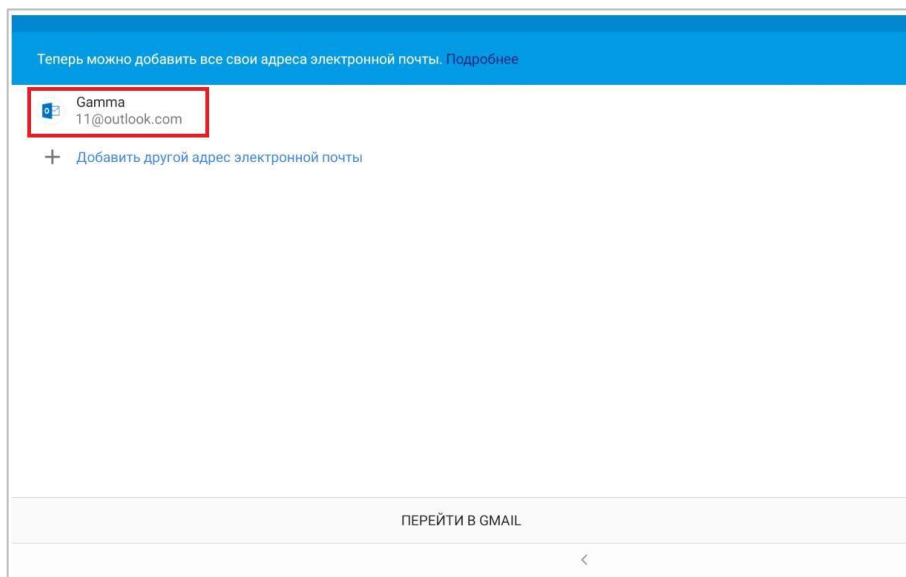 Теперь можно добавить все свои адреса электронной почты. Подробнее
Gamma
11@outlook.com
Добавить другой адрес электронной почты
ПЕРЕЙТИ В GMAIL